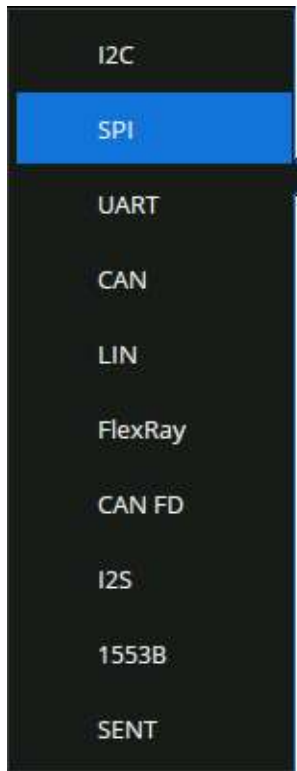 I2C
SPI
UART
CAN
LIN
FlexRay
CAN FD
I2S
1553B
SENT